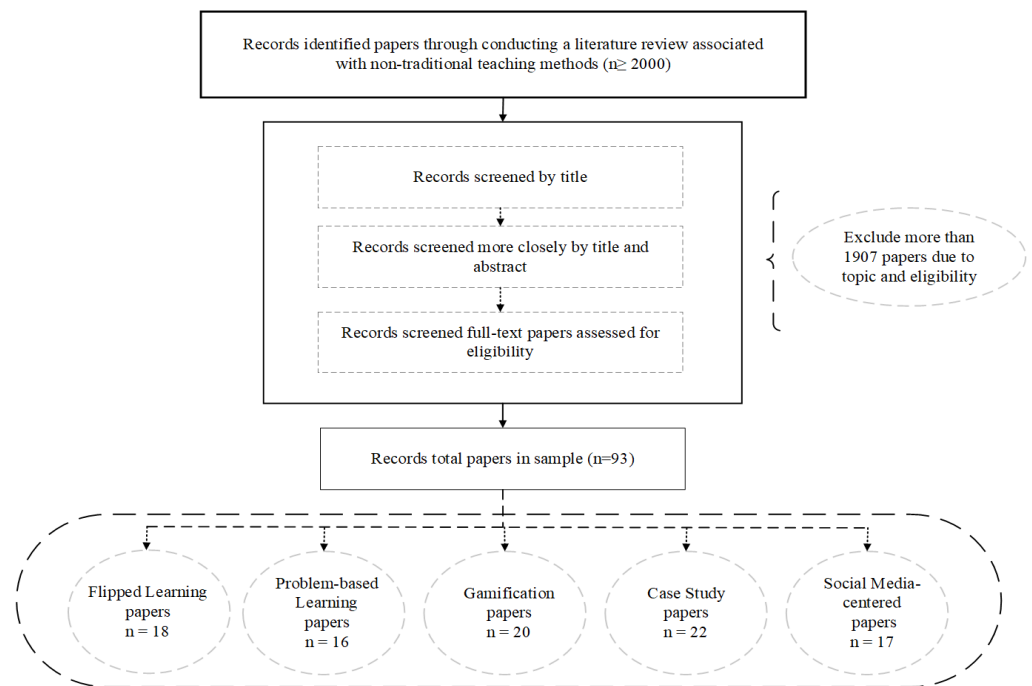 Records identified papers through conducting a literature review associated
with non-traditional teaching methods (n≥ 2000)
Records screened by title
Records screened more closely by title and
abstract
Records screened full-text papers assessed for
eligibility
Exclude more than
1907 papers due to
topic and eligibility
Records total papers in sample (n=93)
Flipped Learning
papers
n = 18
Problem-based
Learning
papers
n = 16
Gamification
papers
n = 20
Case Study
papers
n = 22
Social Media-
centered
papers
n = 17